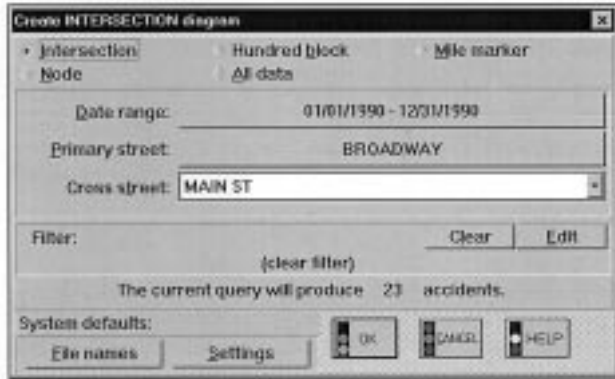 Create INTERSECTION diagram
Intersection Hundred block Mile marker
Node All data
Date range: 01/01/1990 - 12/31/1990
Primary street: BROADWAY
Cross street: MAIN ST
Filter: Clear Edit
(clear filter)
The current query will produce 23 accidents.
System defaults:
File names Settings OK CANCEL HELP